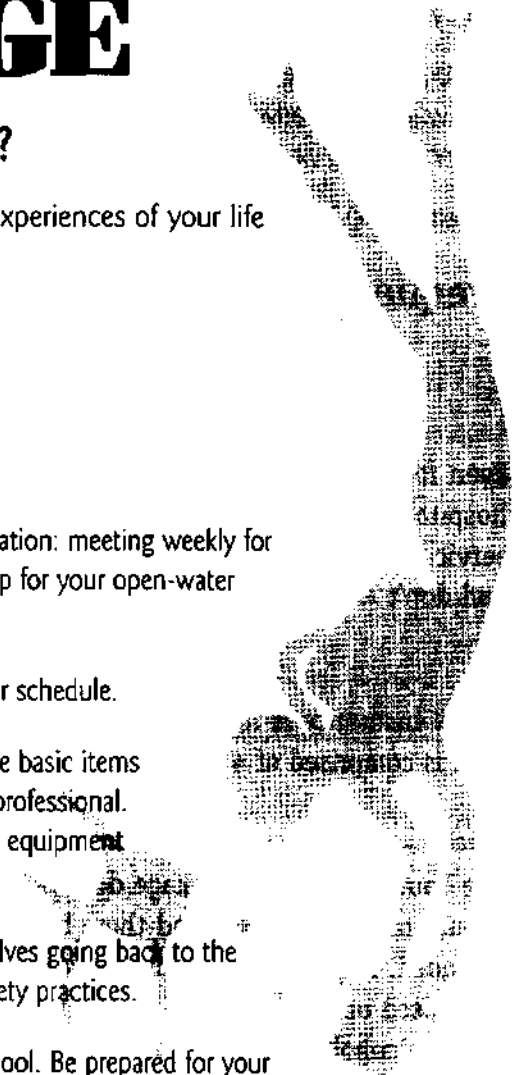 GE
?
xperiences of your life
ation: meeting weekly for
p for your open-water
r schedule.
e basic items
professional.
equipment
lves going back to the
ety practices.
ool. Be prepared for your